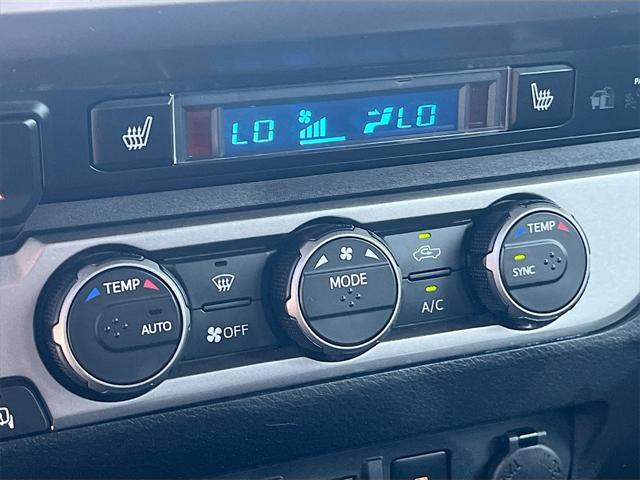 LO LO
TEMP
AUTO
OFF
MODE
A/C
TEMP
SYNC